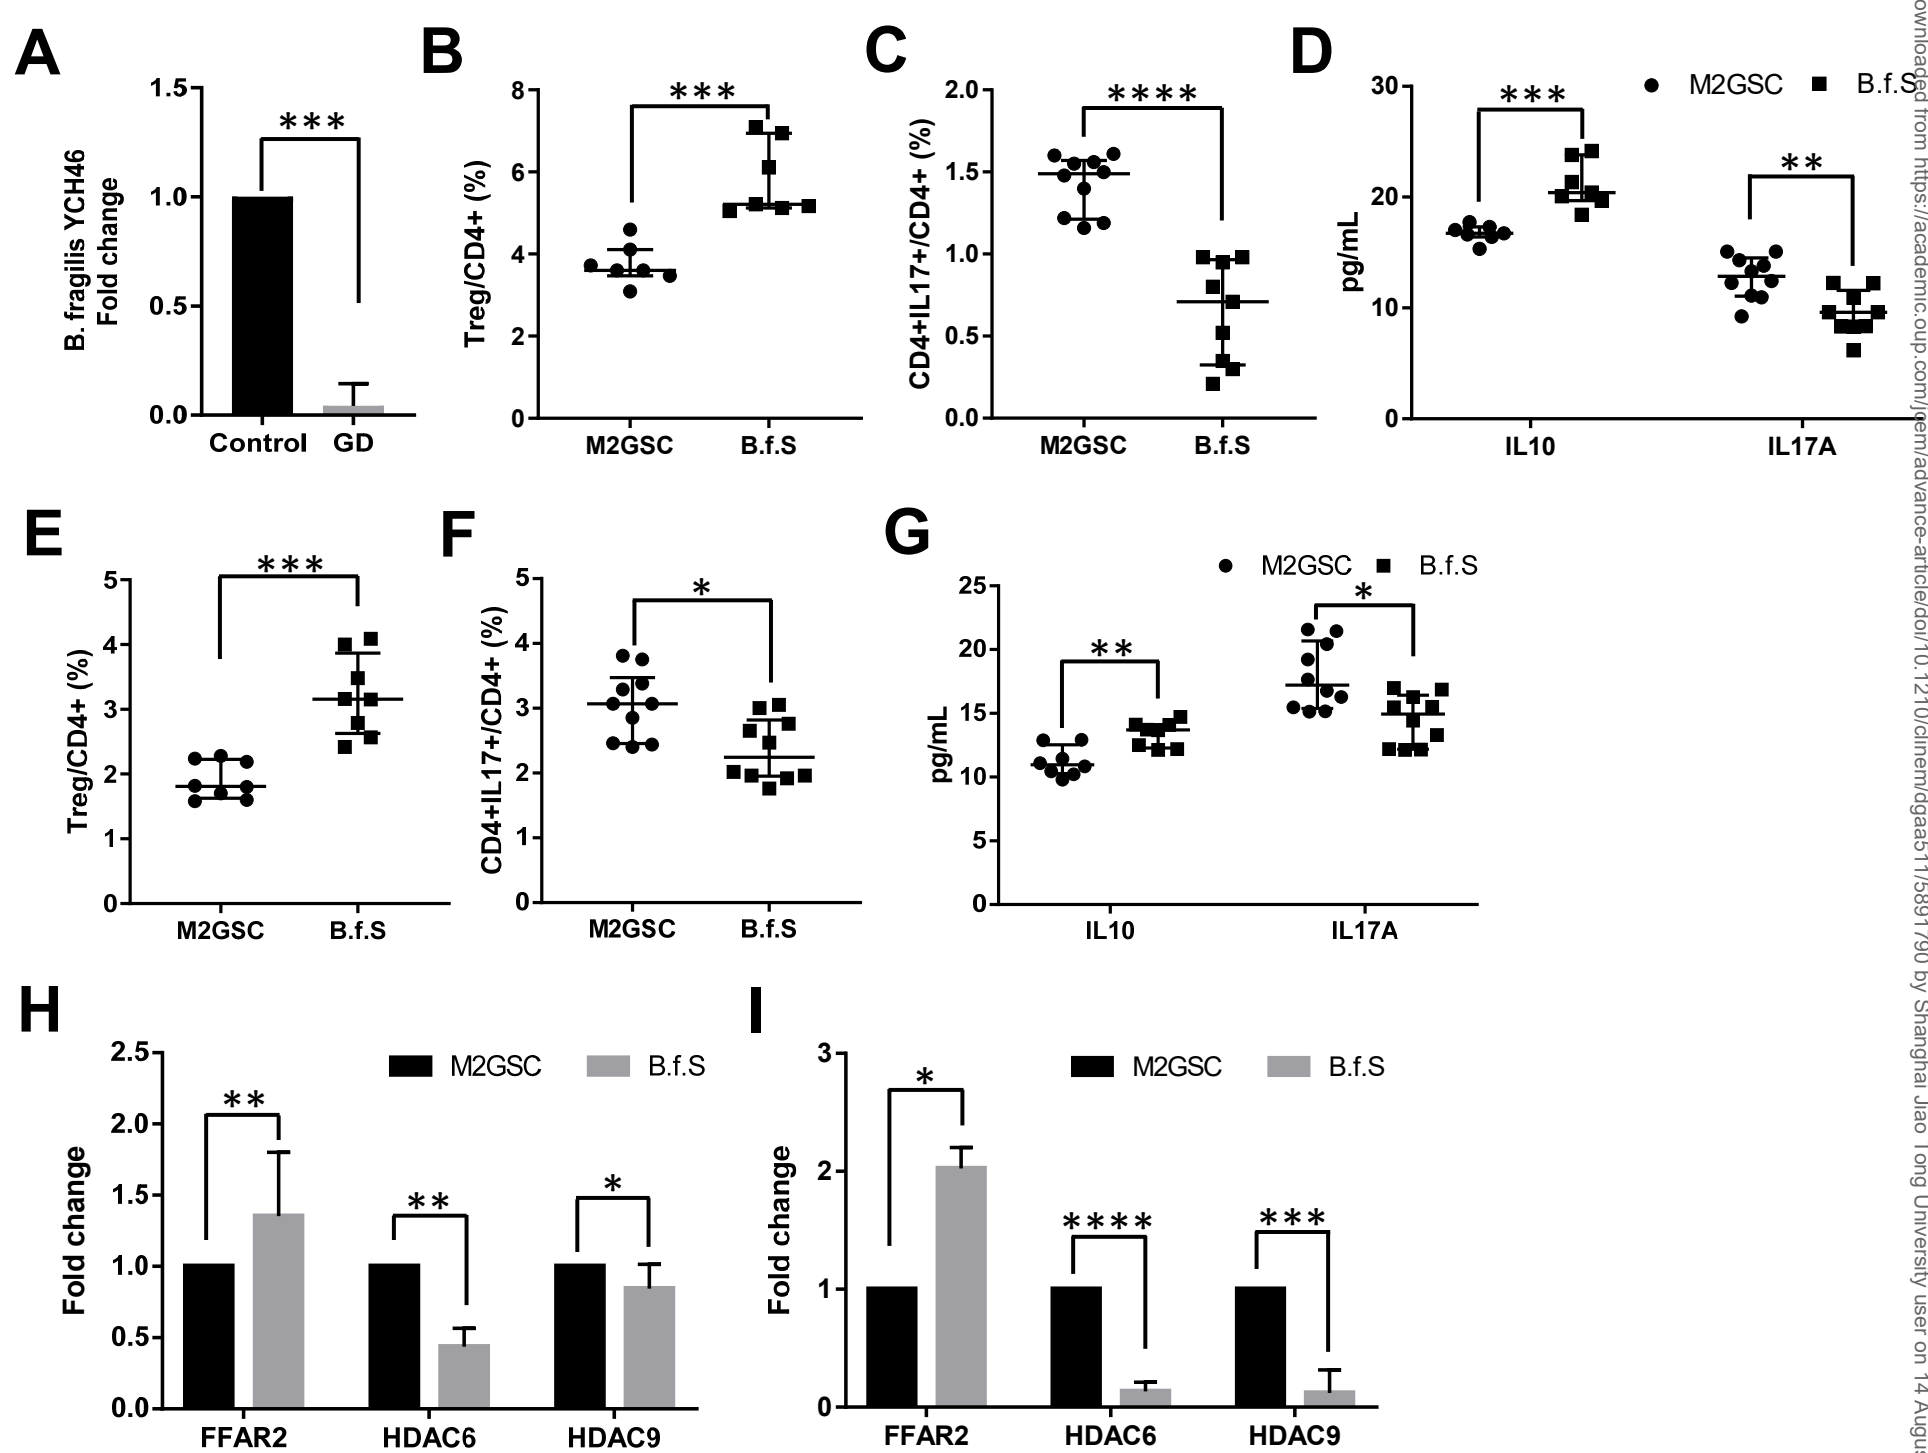 A
B. fragilis YCH46
Fold change
1.5
1.0
0.5
0.0
***
Control
GD
B
Treg/CD4+ (%)
8
6
4
2
0
***
M2GSC
B.f.S
C
CD4+IL17+/CD4+ (%)
2.0
1.5
1.0
0.5
0.0
****
M2GSC
B.f.S
D
pg/mL
30
20
10
0
M2GSC
B.f.S
***
**
IL10
IL17A
E
Treg/CD4+ (%)
5
4
3
2
1
0
***
M2GSC
B.f.S
F
CD4+IL17+/CD4+ (%)
5
4
3
2
1
0
*
M2GSC
B.f.S
G
pg/mL
25
20
15
10
5
0
M2GSC
B.f.S
**
*
IL10
IL17A
H
Fold change
2.5
2.0
1.5
1.0
0.5
0.0
M2GSC
B.f.S
**
**
*
FFAR2
HDAC6
HDAC9
I
Fold change
3
2
1
0
M2GSC
B.f.S
*
****
***
FFAR2
HDAC6
HDAC9
ownloaded from https://academic.oup.com/jcem/advance-article/doi/10.1210/clinem/dgaa511/5891790 by Shanghai Jiao Tong University user on 14 Augus